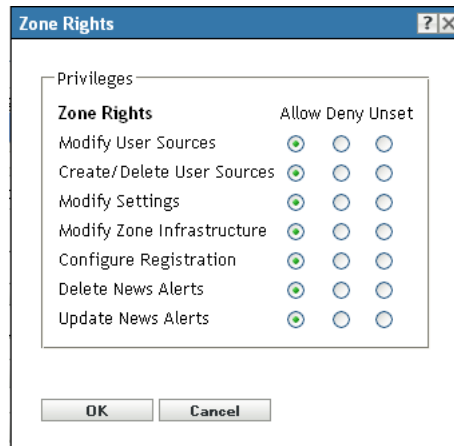 Zone Rights ? X
Privileges
Zone Rights Allow Deny Unset
Modify User Sources
Create/Delete User Sources
Modify Settings
Modify Zone Infrastructure
Configure Registration
Delete News Alerts
Update News Alerts
OK Cancel